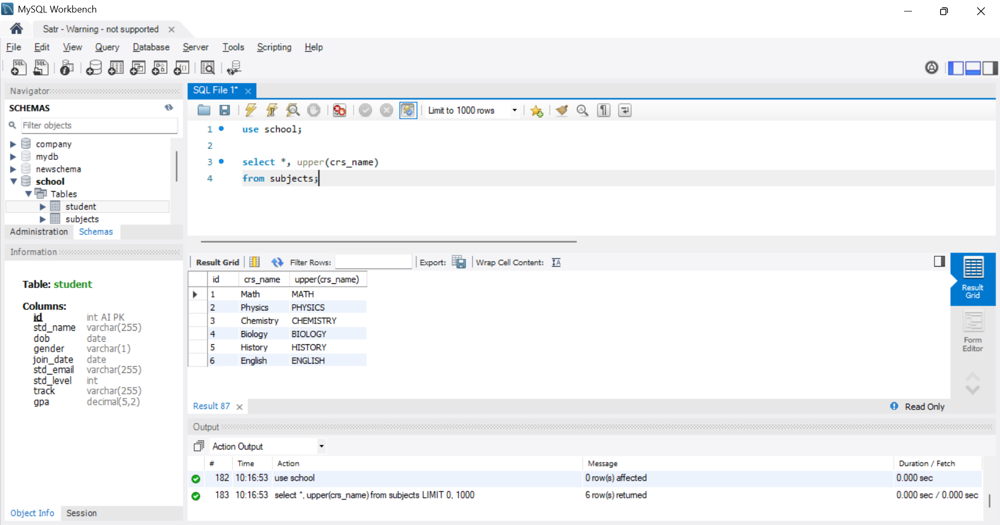 MySQL Workbench
Satr - Warning - not supported
File Edit View Query Database Server Tools Scripting Help
Navigator
SCHEMAS
Filter objects
company
mydb
newschema
school
Tables
student
subjects
Administration Schemas
Information
Table: student
Columns:
id int AI PK
std_name varchar(255)
dob date
gender varchar(1)
join_date date
std_email varchar(255)
std_level int
track varchar(255)
gpa decimal(5,2)
Object Info Session
SQL File 1*
Limit to 1000 rows
1 use school;
2
3 select *, upper(crs_name)
4 from subjects;
Result Grid Filter Rows: Export: Wrap Cell Content:
id crs_name upper(crs_name)
1 Math MATH
2 Physics PHYSICS
3 Chemistry CHEMISTRY
4 Biology BIOLOGY
5 History HISTORY
6 English ENGLISH
Result
Grid
Form
Editor
Result 87
Read Only
Output
Action Output
# Time Action Message Duration / Fetch
182 10:16:53 use school 0 row(s) affected 0.000 sec
183 10:16:53 select *, upper(crs_name) from subjects LIMIT 0, 1000 6 row(s) returned 0.000 sec / 0.000 sec